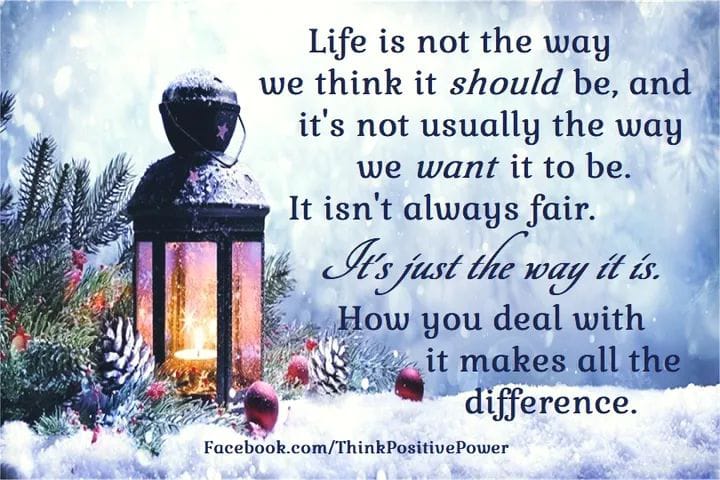 Life is not the way
we think it should be, and
it's not usually the way
we want it to be.
It isn't always fair.
It's just the way it is.
How you deal with
it makes all the
difference.
Facebook.com/ThinkPositivePower